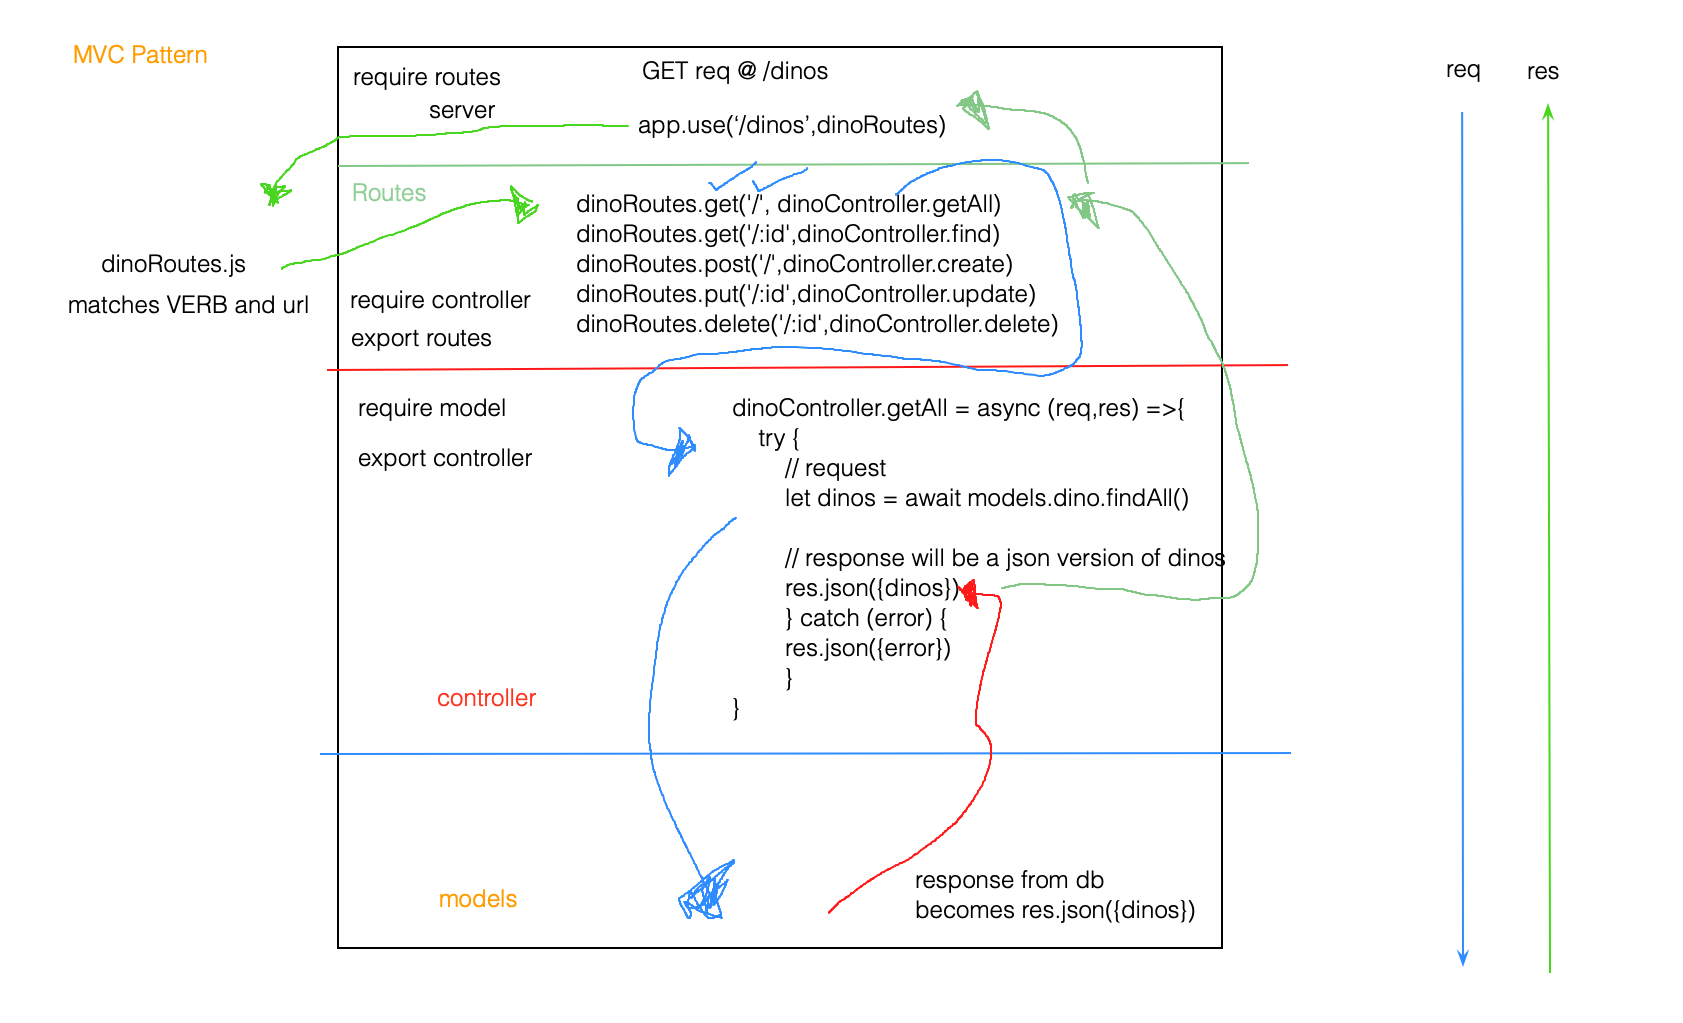 MVC Pattern
require routes
server
GET req @ /dinos
app.use(‘/dinos’,dinoRoutes)
req
res
Routes
dinoRoutes.js
matches VERB and url
require controller
export routes
dinoRoutes.get('/', dinoController.getAll)
dinoRoutes.get('/:id',dinoController.find)
dinoRoutes.post('/',dinoController.create)
dinoRoutes.put('/:id',dinoController.update)
dinoRoutes.delete('/:id',dinoController.delete)
require model
export controller
dinoController.getAll = async (req,res) =>{
try {
// request
let dinos = await models.dino.findAll()
// response will be a json version of dinos
res.json({dinos})
} catch (error) {
res.json({error})
}
}
controller
models
response from db
becomes res.json({dinos})